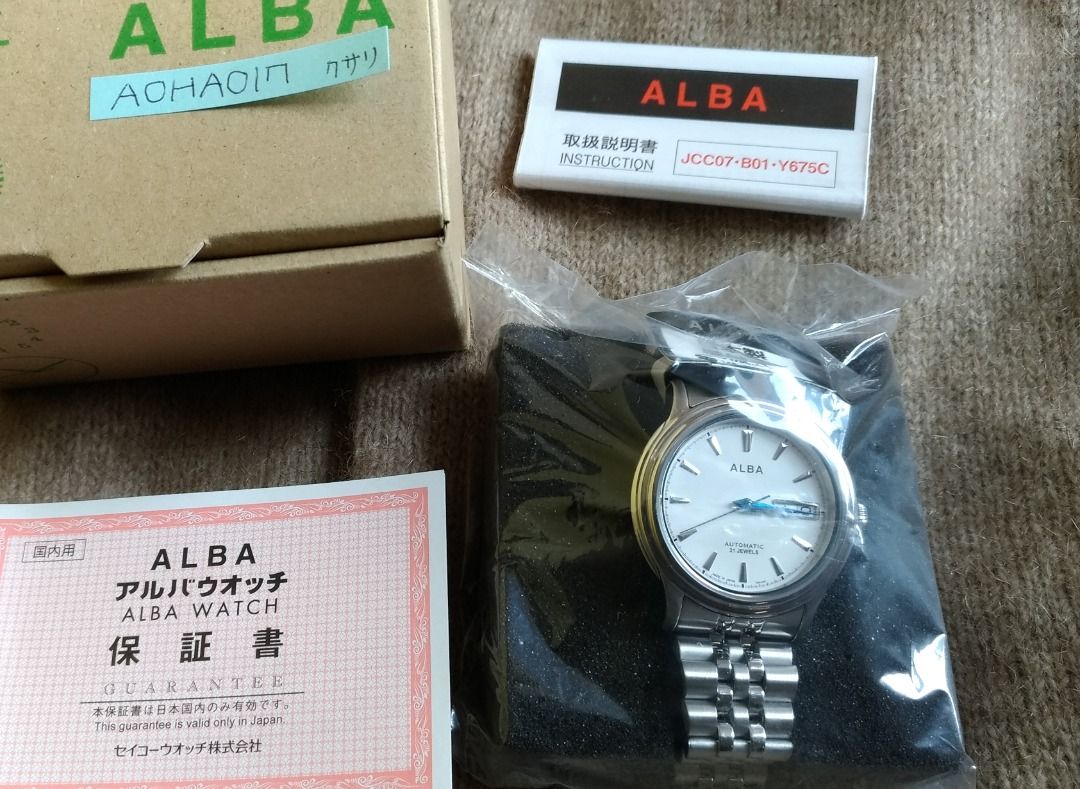 ALBA
AOHA017 クサリ
ALBA
取扱説明書
INSTRUCTION
JCC07・B01・Y675C
ALBA
AUTOMATIC
21 JEWELS
国内用
ALBA
アルバウオッチ
ALBA WATCH
保証書
GUARANTEE
本保証書は日本国内のみ有効です。
This guarantee is valid only in Japan.
セイコーウオッチ株式会社